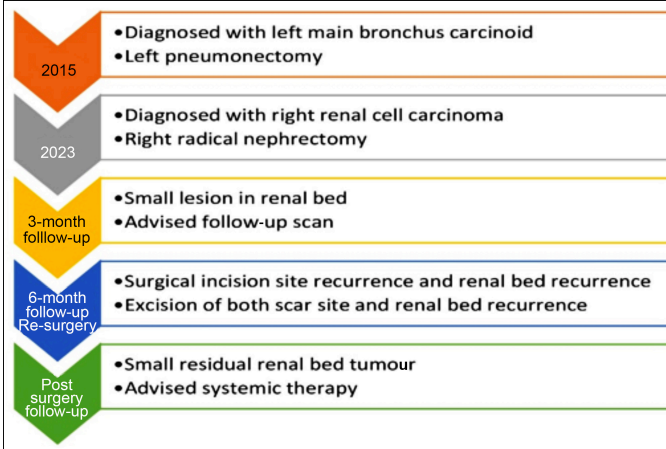 2015
•Diagnosed with left main bronchus carcinoid
•Left pneumonectomy
2023
•Diagnosed with right renal cell carcinoma
•Right radical nephrectomy
3-month
folllow-up
•Small lesion in renal bed
•Advised follow-up scan
6-month
follow-up
Re-surgery
•Surgical incision site recurrence and renal bed recurrence
•Excision of both scar site and renal bed recurrence
Post
surgery
follow-up
•Small residual renal bed tumour
•Advised systemic therapy